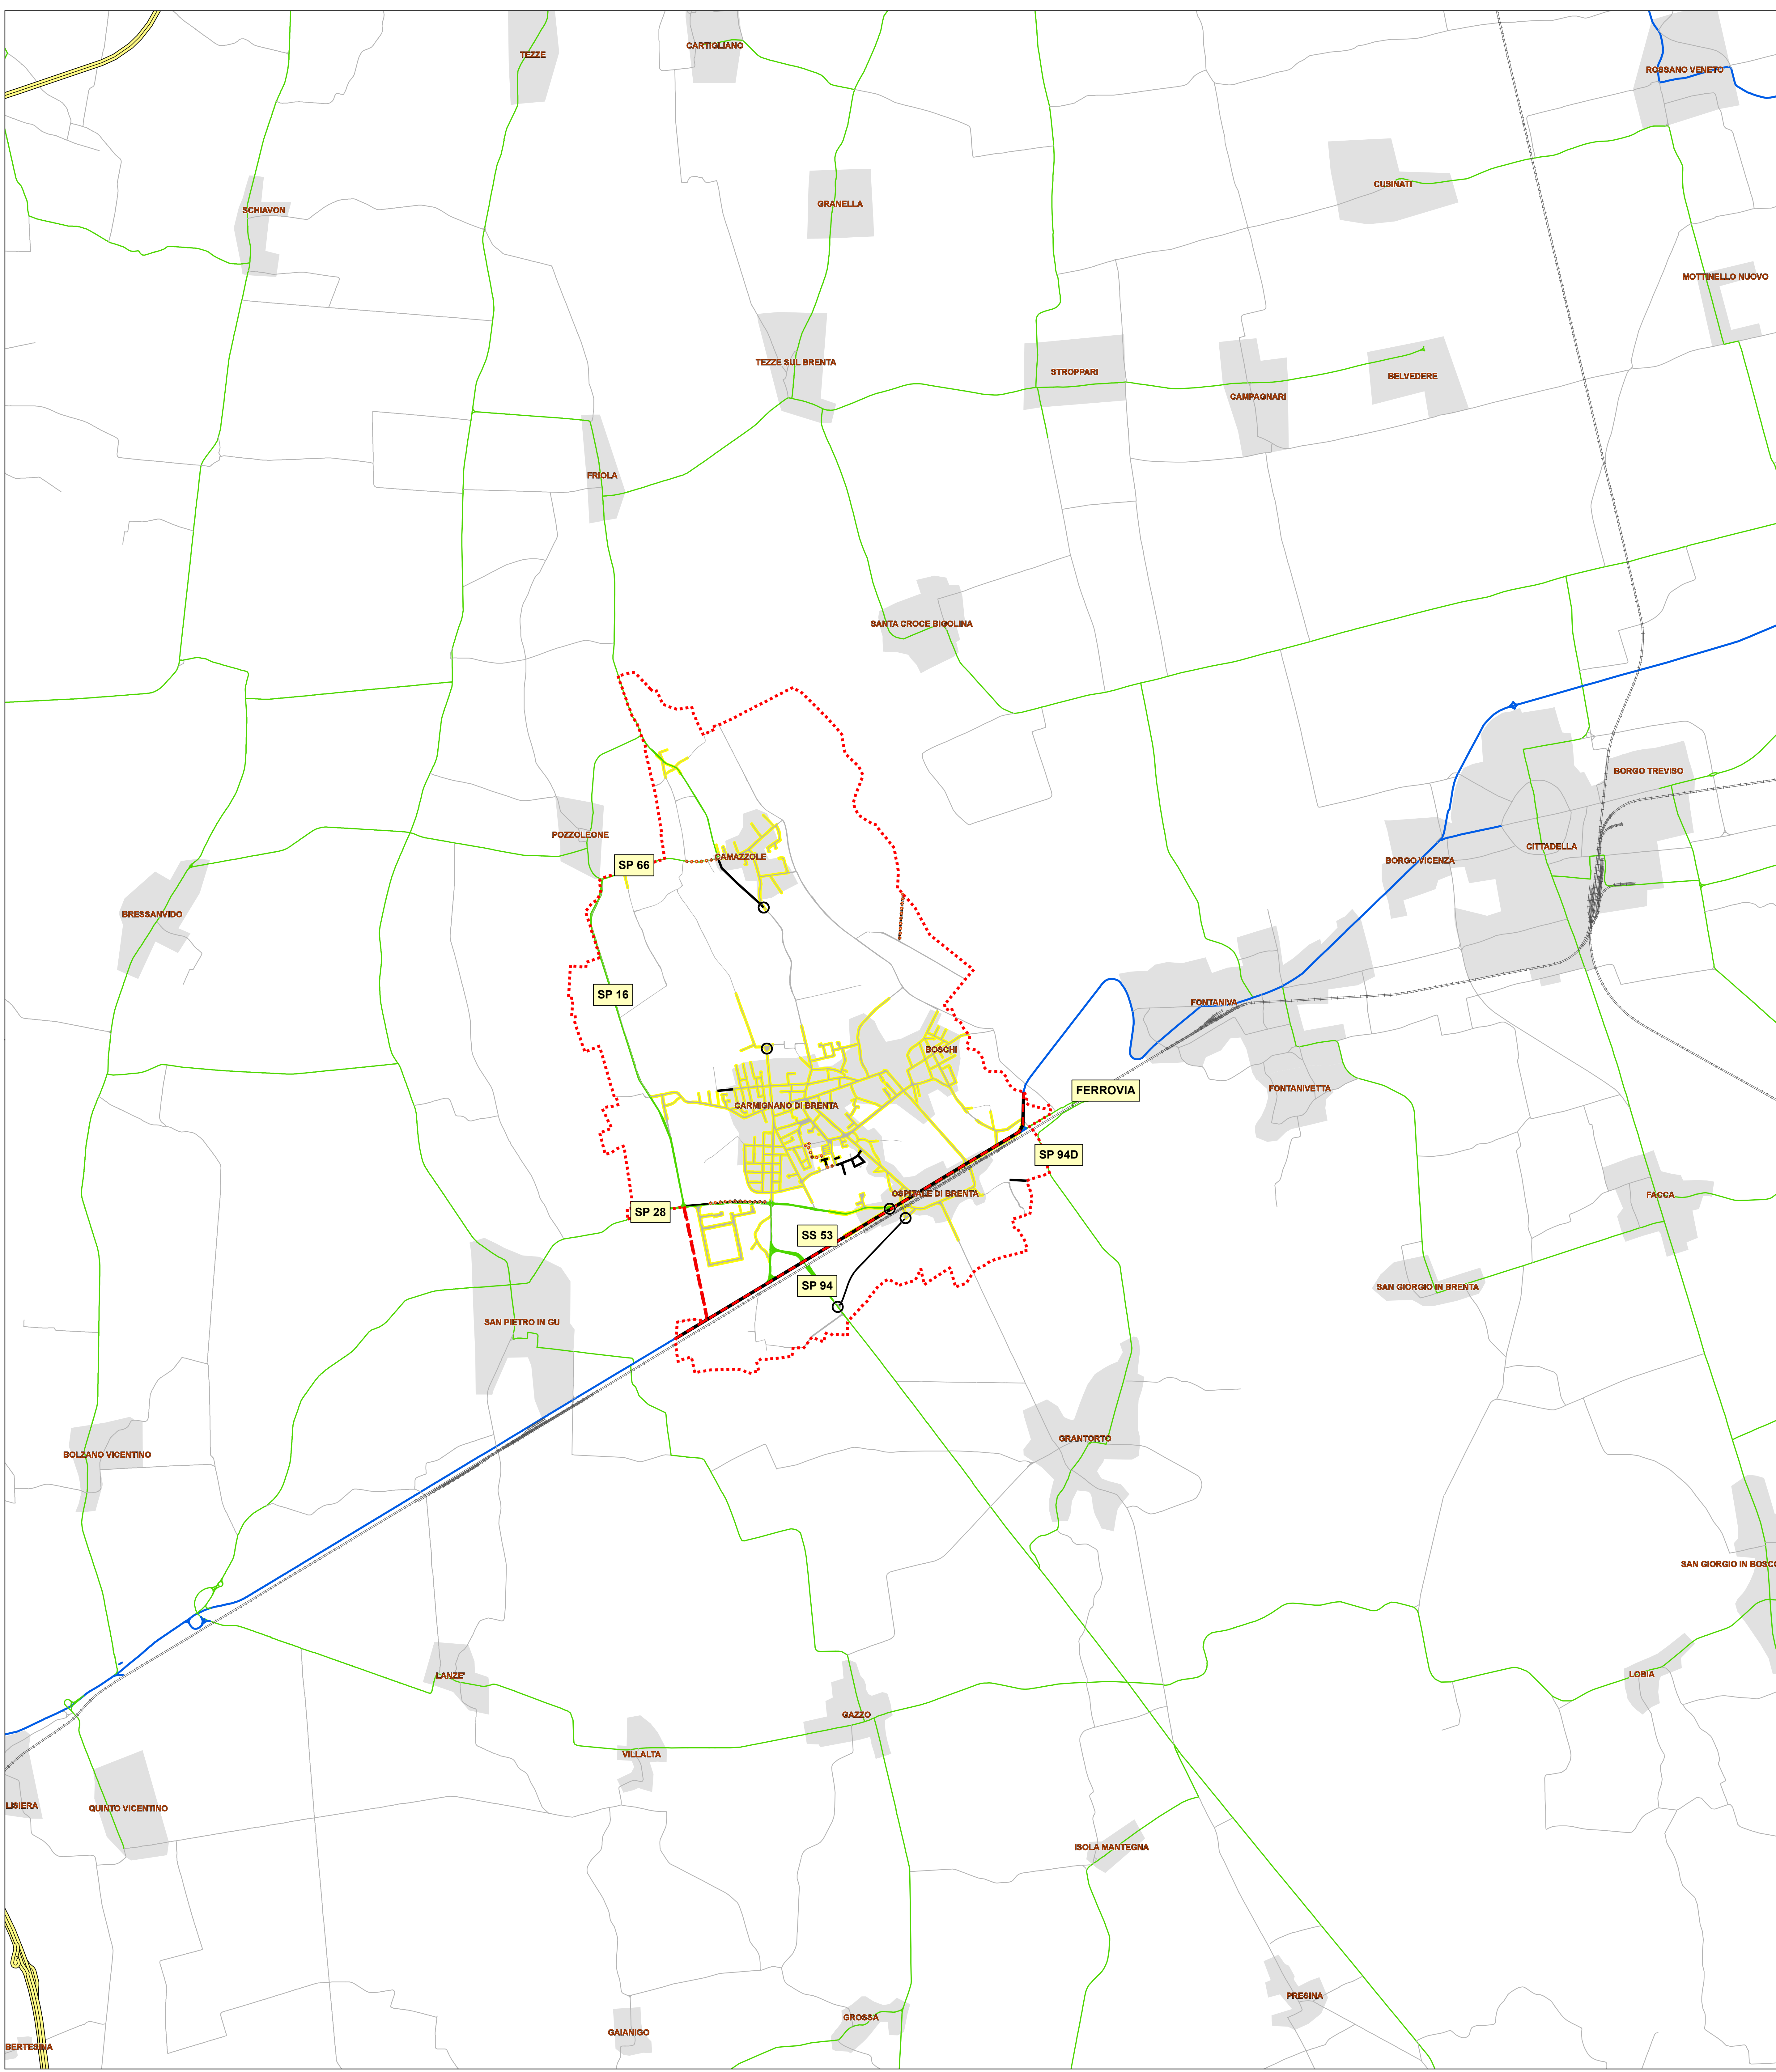 CARTIGLIANO
TEZZE
ROSSANO VENETO
CUSINATI
GRANELLA
SCHIAVON
MOTTINELLO NUOVO
TEZZE SUL BRENTA
STROPPARI
BELVEDERE
CAMPAGNARI
FRIOLA
SANTA CROCE BIGOLINA
BORGO TREVISO
POZZOLEONE
CITTADELLA
CAMAZZOLE
BORGO VICENZA
SP 66
BRESSANVIDO
SP 16
FONTANIVA
BOSCHI
FONTANIVETTA
FERROVIA
CARMIGNANO DI BRENTA
SP 94D
OSPITALE DI BRENTA
FACCA
SP 28
SS 53
SP 94
SAN GIORGIO IN BRENTA
SAN PIETRO IN GU
GRANTORTO
BOLZANO VICENTINO
SAN GIORGIO IN BOSCO
LANZE'
LOBIA
GAZZO
VILLALTA
LISIERA
QUINTO VICENTINO
ISOLA MANTEGNA
PRESINA
GROSSA
GAIANIGO
BERTESINA